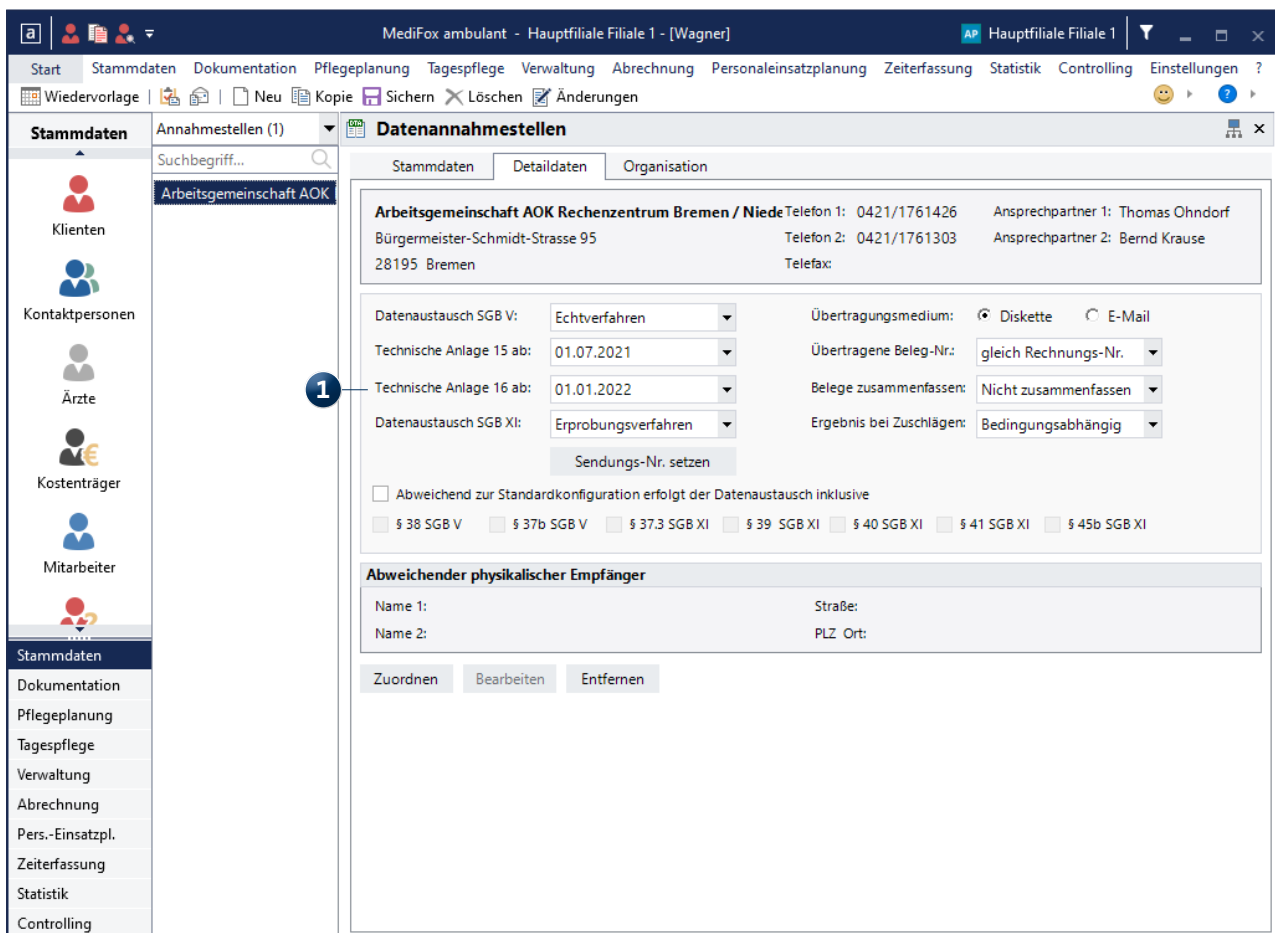 a
MediFox ambulant - Hauptfiliale Filiale 1 - [Wagner]
AP Hauptfiliale Filiale 1
Start Stammdaten Dokumentation Pflegeplanung Tagespflege Verwaltung Abrechnung Personaleinsatzplanung Zeiterfassung Statistik Controlling Einstellungen ?
Wiedervorlage Neu Kopie Sichern Löschen Änderungen ?
Stammdaten
Klienten
Kontaktpersonen
Ärzte
Kostenträger
Mitarbeiter
Stammdaten
Dokumentation
Pflegeplanung
Tagespflege
Verwaltung
Abrechnung
Pers.-Einsatzpl.
Zeiterfassung
Statistik
Controlling
Annahmestellen (1)
Suchbegriff...
Arbeitsgemeinschaft AOK
DTA Datenannahmestellen
Stammdaten Detaildaten Organisation
Arbeitsgemeinschaft AOK Rechenzentrum Bremen / Niede Telefon 1: 0421/1761426 Ansprechpartner 1: Thomas Ohndorf
Bürgermeister-Schmidt-Strasse 95 Telefon 2: 0421/1761303 Ansprechpartner 2: Bernd Krause
28195 Bremen Telefax:
Datenaustausch SGB V: Echtverfahren Übertragungsmedium: Diskette E-Mail
Technische Anlage 15 ab: 01.07.2021 Übertragene Beleg-Nr.: gleich Rechnungs-Nr.
1 Technische Anlage 16 ab: 01.01.2022 Belege zusammenfassen: Nicht zusammenfassen
Datenaustausch SGB XI: Erprobungsverfahren Ergebnis bei Zuschlägen: Bedingungsabhängig
Sendungs-Nr. setzen
Abweichend zur Standardkonfiguration erfolgt der Datenaustausch inklusive
§ 38 SGB V § 37b SGB V § 37.3 SGB XI § 39 SGB XI § 40 SGB XI § 41 SGB XI § 45b SGB XI
Abweichender physikalischer Empfänger
Name 1: Straße:
Name 2: PLZ Ort:
Zuordnen Bearbeiten Entfernen